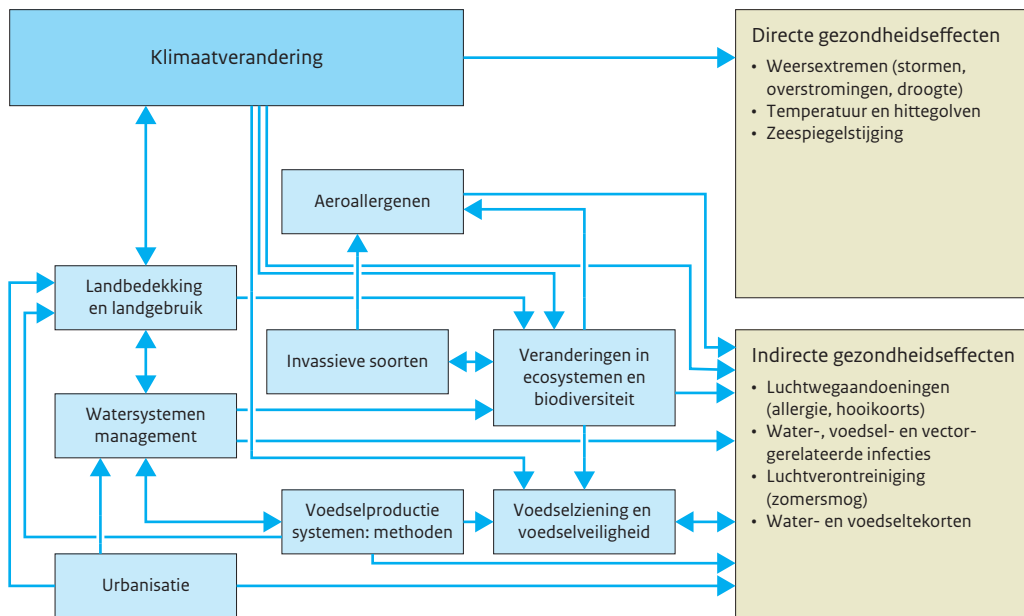 Klimaatverandering
Directe gezondheidseffecten
• Weersextremen (stormen,
overstromingen, droogte)
• Temperatuur en hittegolven
• Zeespiegelstijging
Aeroallergenen
Landbedekking
en landgebruik
Invassieve soorten
Veranderingen in
ecosystemen en
biodiversiteit
Indirecte gezondheidseffecten
• Luchtwegaandoeningen
(allergie, hooikoorts)
• Water-, voedsel- en vector-
gerelateerde infecties
• Luchtverontreiniging
(zomersmog)
• Water- en voedseltekorten
Watersystemen
management
Voedselproductie
systemen: methoden
Voedselziening en
voedselveiligheid
Urbanisatie